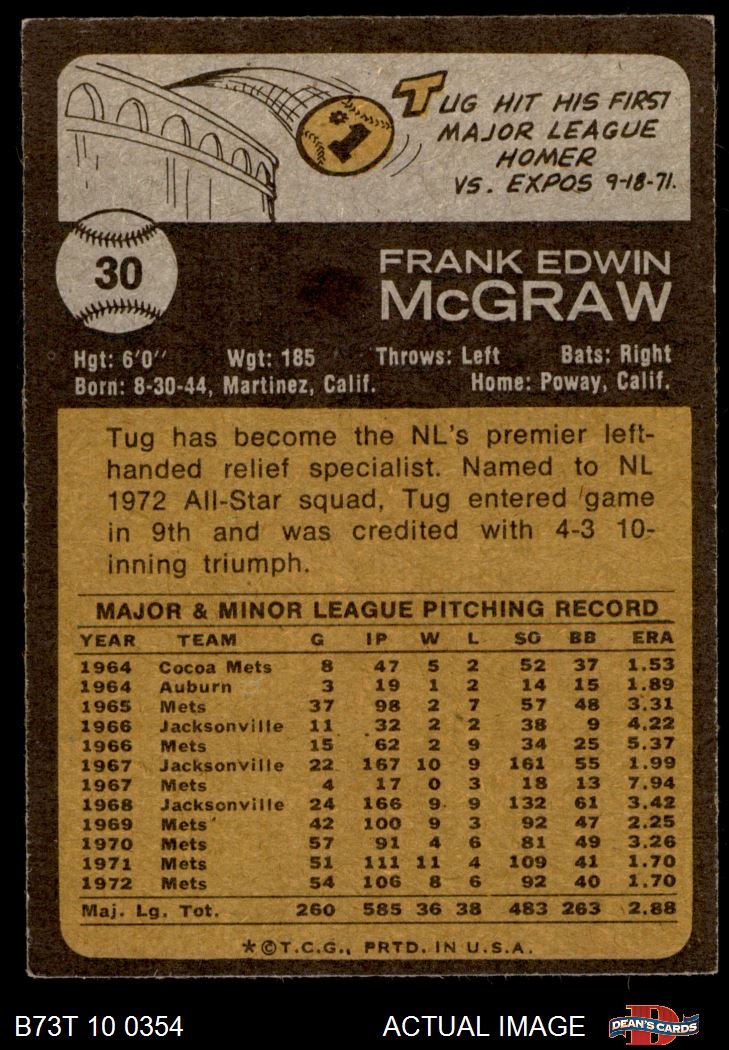 TUG HIT HIS FIRST
MAJOR LEAGUE
HOMER
VS. EXPOS 9-18-71.
#1
30
FRANK EDWIN
McGRAW
Hgt: 6'0" Wgt: 185 Throws: Left Bats: Right
Born: 8-30-44, Martinez, Calif. Home: Poway, Calif.
Tug has become the NL's premier left-
handed relief specialist. Named to NL
1972 All-Star squad, Tug entered game
in 9th and was credited with 4-3 10-
inning triumph.
MAJOR & MINOR LEAGUE PITCHING RECORD
YEAR TEAM G IP W L SO BB ERA
1964 Cocoa Mets 8 47 5 2 52 37 1.53
1964 Auburn 3 19 1 2 14 15 1.89
1965 Mets 37 98 2 7 57 48 3.31
1966 Jacksonville 11 32 2 2 38 9 4.22
1966 Mets 15 62 2 9 34 25 5.37
1967 Jacksonville 22 167 10 9 161 55 1.99
1967 Mets 4 17 0 3 18 13 7.94
1968 Jacksonville 24 166 9 9 132 61 3.42
1969 Mets 42 100 9 3 92 47 2.25
1970 Mets 57 91 4 6 81 49 3.26
1971 Mets 51 111 11 4 109 41 1.70
1972 Mets 54 106 8 6 92 40 1.70
Maj. Lg. Tot. 260 585 36 38 483 263 2.88
*©T.C.G., PRTD. IN U.S.A.
B73T 10 0354 ACTUAL IMAGE D DEAN'S CARDS